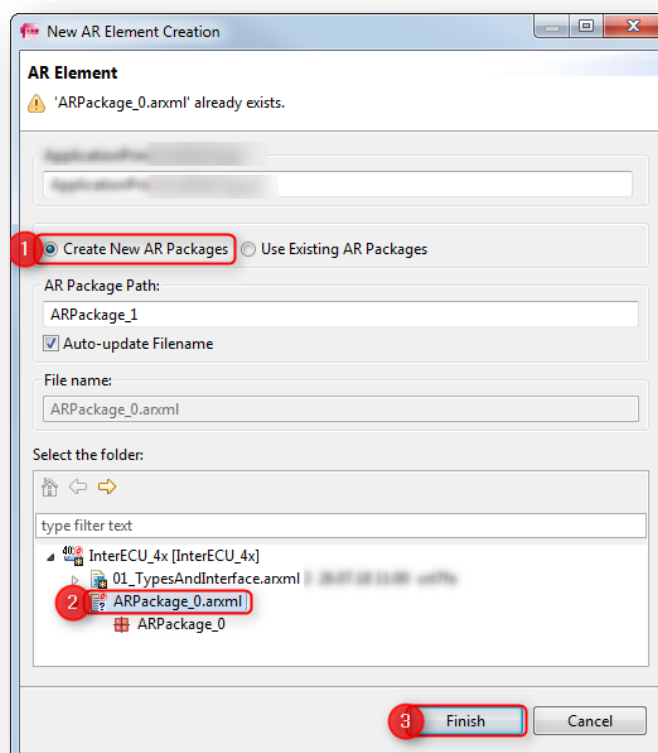 New AR Element Creation
AR Element
'ARPackage_0.arxml' already exists.
1 Create New AR Packages Use Existing AR Packages
AR Package Path:
ARPackage_1
Auto-update Filename
File name:
ARPackage_0.arxml
Select the folder:
type filter text
InterECU_4x [InterECU_4x]
01_TypesAndInterface.arxml
2 ARPackage_0.arxml
ARPackage_0
3 Finish Cancel